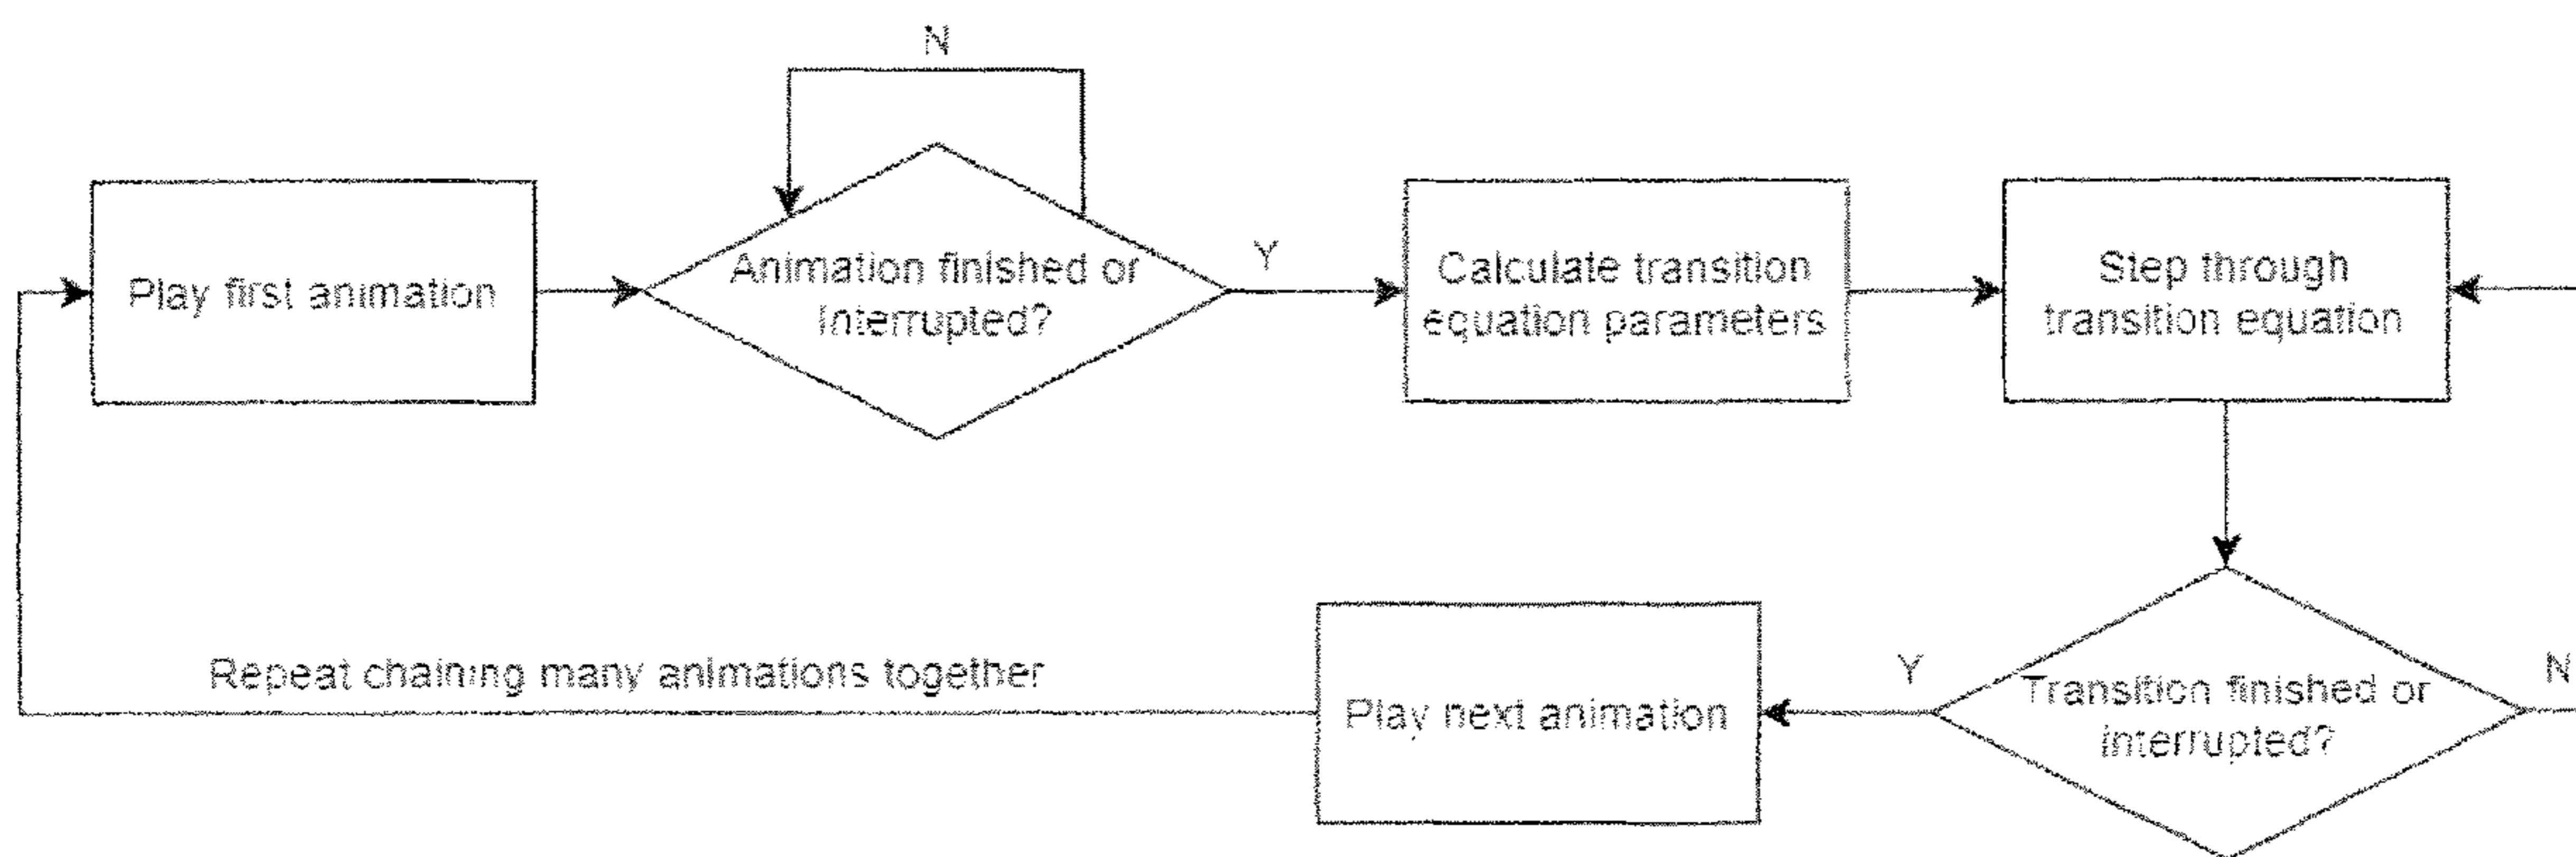 N
Play first animation
Animation finished or
Interrupted?
Y
Calculate transition
equation parameters
Step through
transition equation
Repeat chaining many animations together
Play next animation
Y
Transition finished or
interrupted?
N